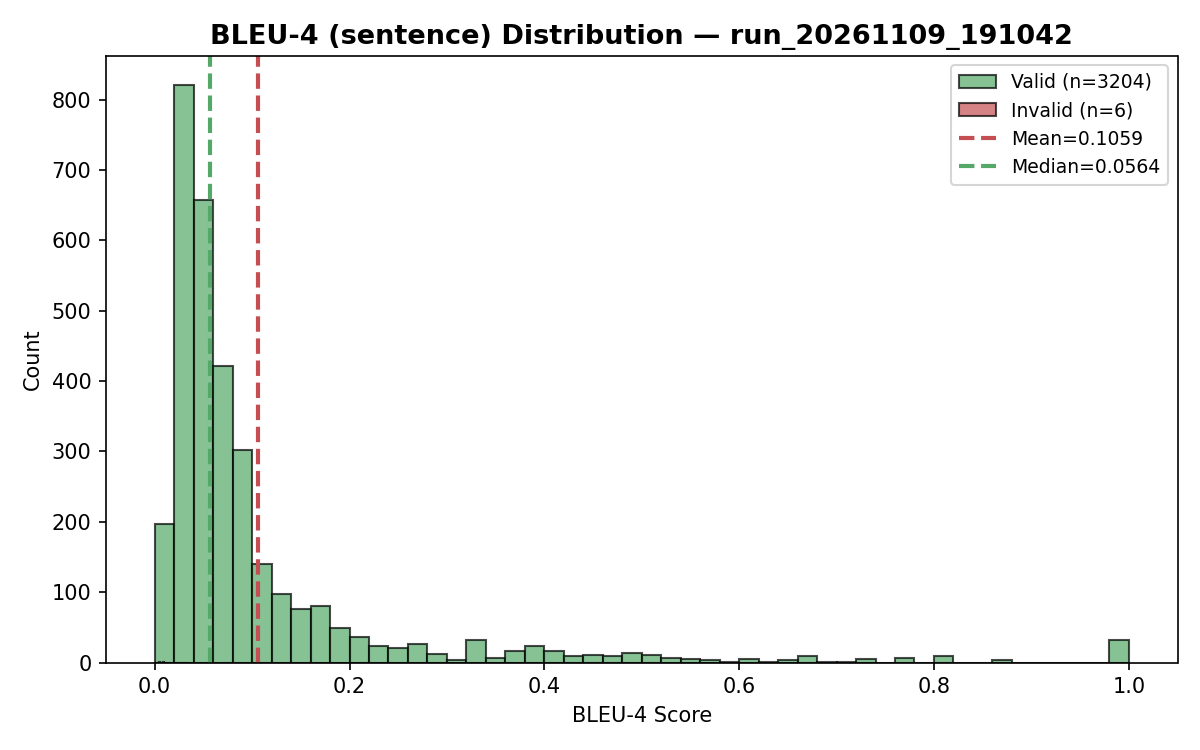 BLEU-4 (sentence) Distribution — run_20261109_191042
Valid (n=3204)
Invalid (n=6)
Mean=0.1059
Median=0.0564
Count
800
700
600
500
400
300
200
100
0
0.0 0.2 0.4 0.6 0.8 1.0
BLEU-4 Score